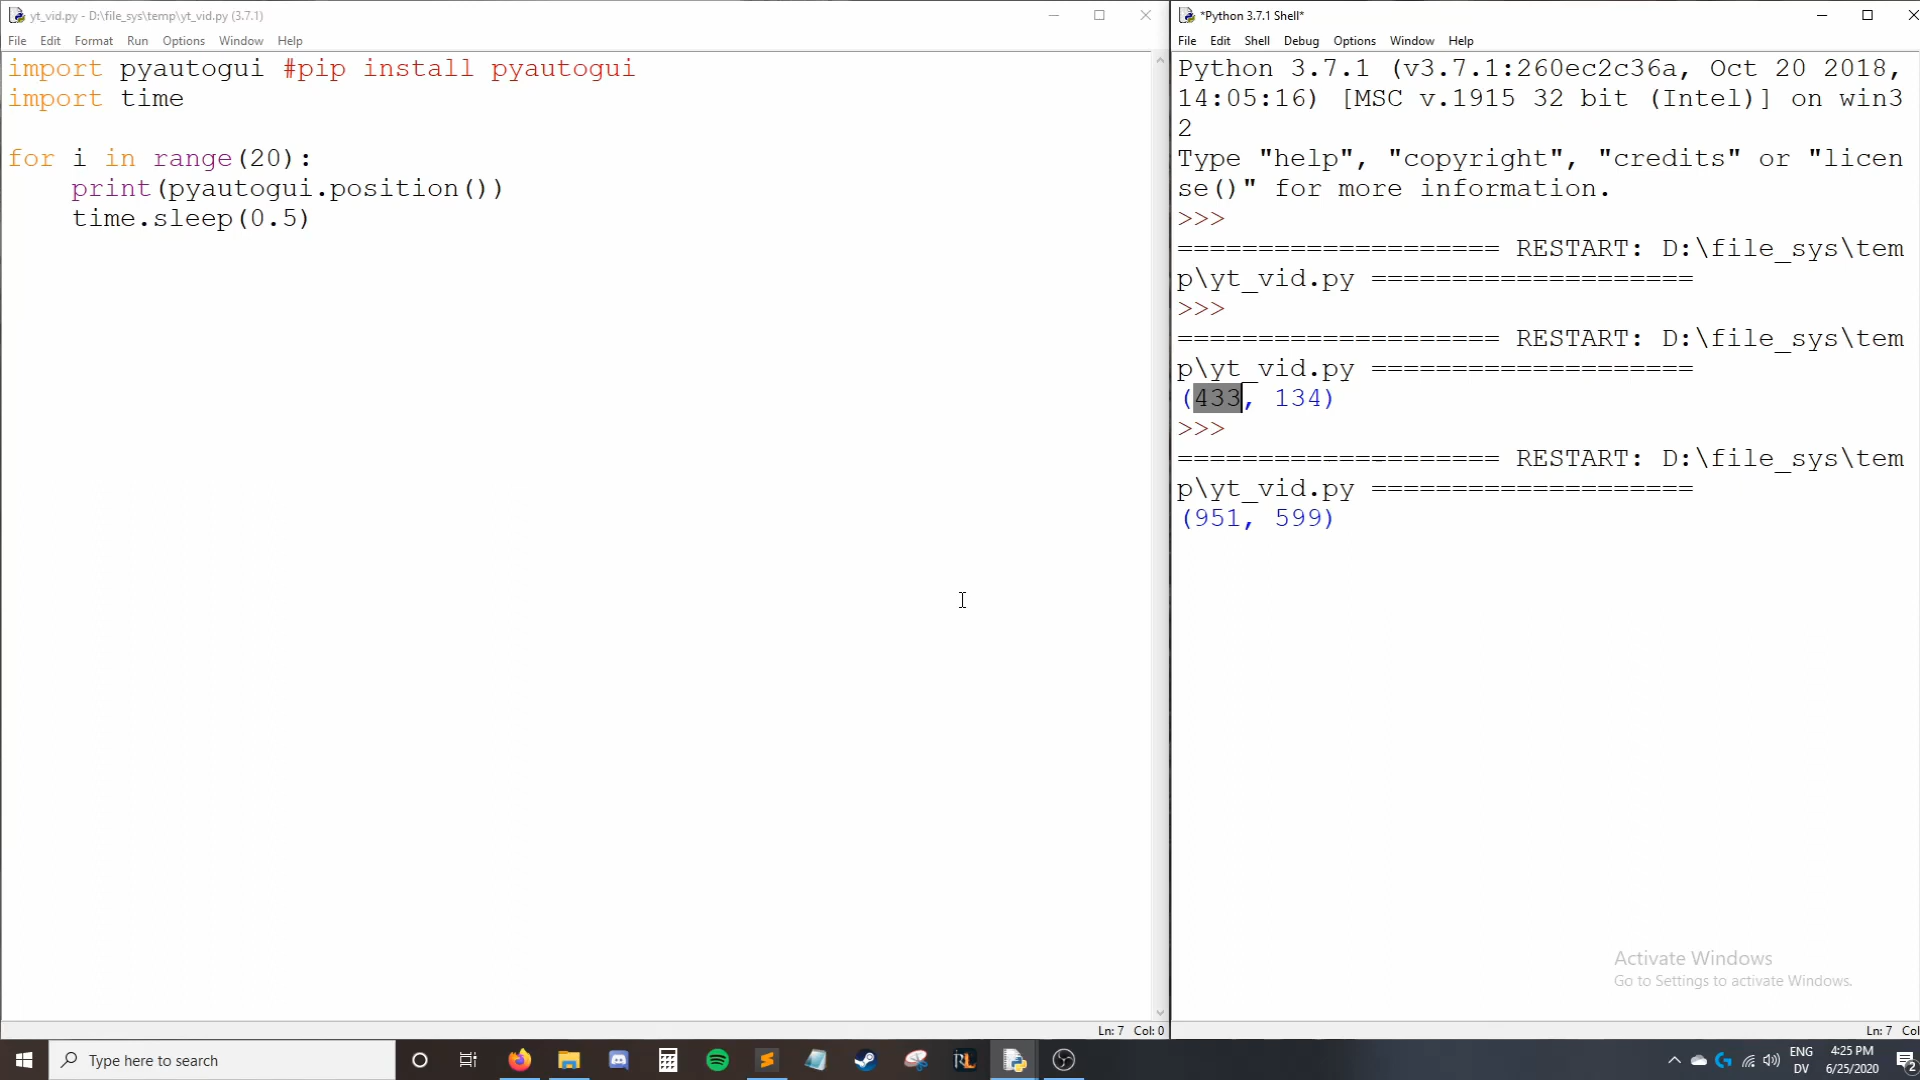 yt_vid.py - D:\file_sys\temp\yt_vid.py (3.7.1)
File Edit Format Run Options Window Help
import pyautogui #pip install pyautogui
import time
for i in range(20):
    print(pyautogui.position())
    time.sleep(0.5)
Ln: 7 Col: 0
*Python 3.7.1 Shell*
File Edit Shell Debug Options Window Help
Python 3.7.1 (v3.7.1:260ec2c36a, Oct 20 2018,
14:05:16) [MSC v.1915 32 bit (Intel)] on win3
2
Type "help", "copyright", "credits" or "licen
se()" for more information.
>>>
==================== RESTART: D:\file_sys\tem
p\yt_vid.py ====================
>>>
==================== RESTART: D:\file_sys\tem
p\yt_vid.py ====================
(433, 134)
>>>
==================== RESTART: D:\file_sys\tem
p\yt_vid.py ====================
(951, 599)
Activate Windows
Go to Settings to activate Windows.
Ln: 7 Col
Type here to search
RL
ENG
DV
4:25 PM
6/25/2020
2